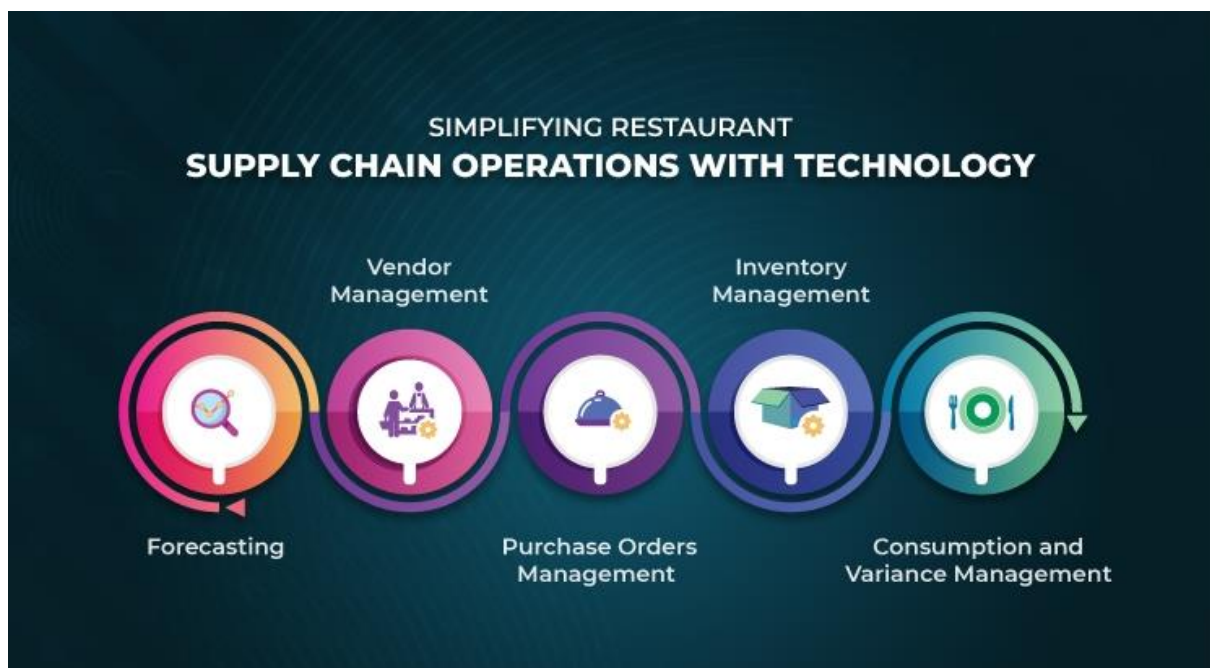 SIMPLIFYING RESTAURANT
SUPPLY CHAIN OPERATIONS WITH TECHNOLOGY
Forecasting
Vendor
Management
Purchase Orders
Management
Inventory
Management
Consumption and
Variance Management